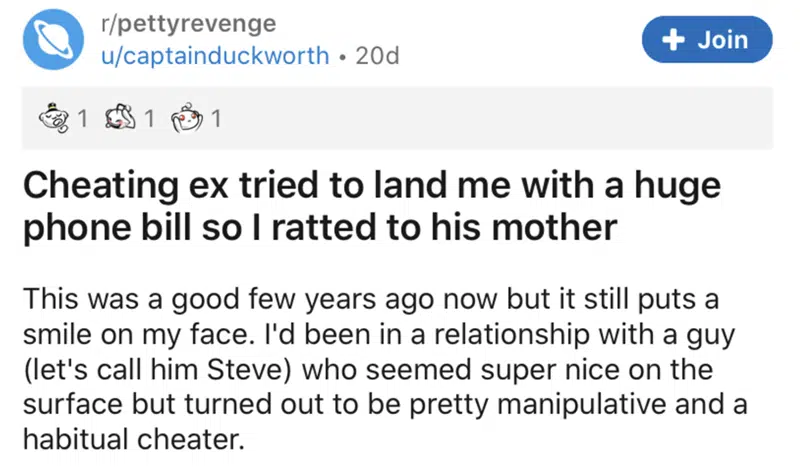 r/pettyrevenge
u/captainduckworth • 20d
+ Join
1 1 1
Cheating ex tried to land me with a huge
phone bill so I ratted to his mother
This was a good few years ago now but it still puts a
smile on my face. I'd been in a relationship with a guy
(let's call him Steve) who seemed super nice on the
surface but turned out to be pretty manipulative and a
habitual cheater.